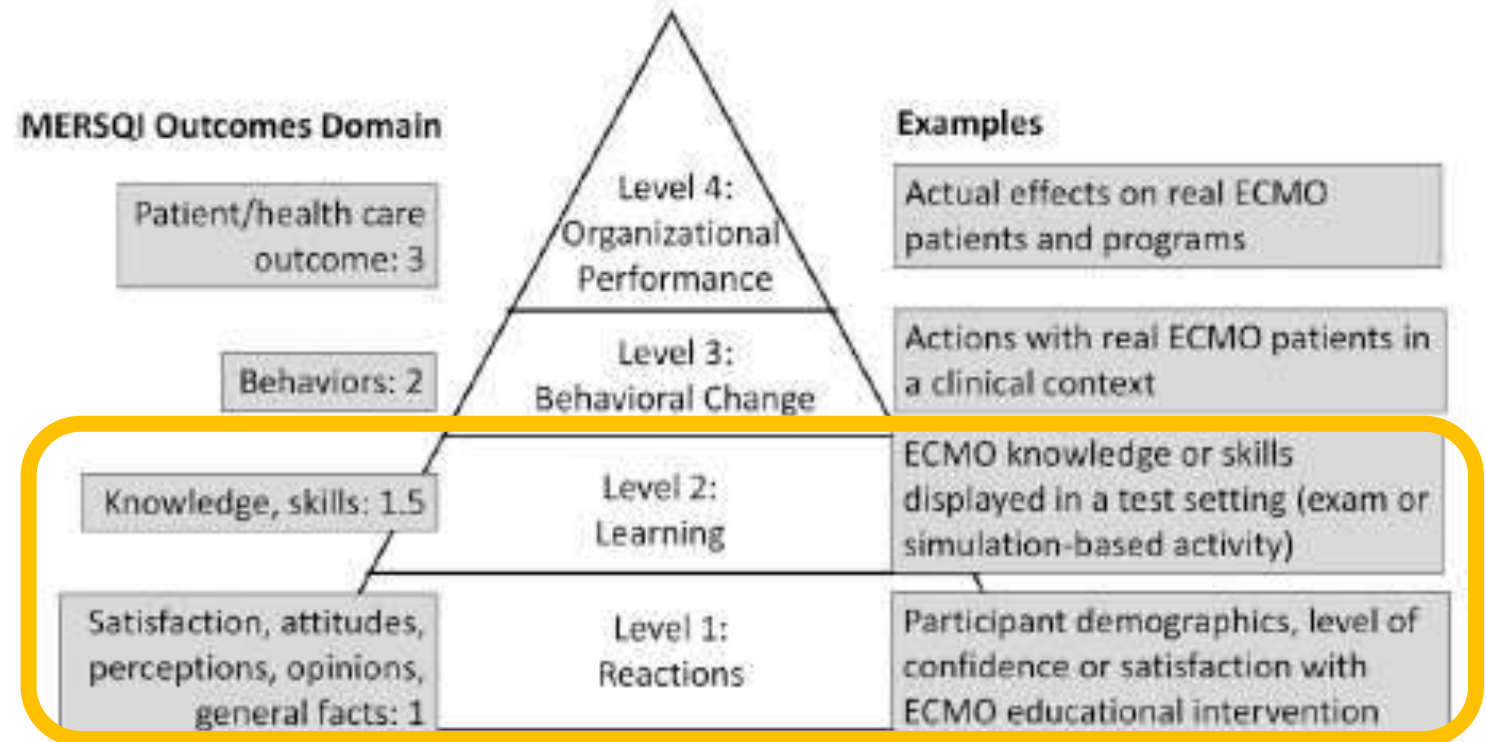 MERSQI Outcomes Domain
Examples
Patient/health care
outcome: 3
Level 4:
Organizational
Performance
Actual effects on real ECMO
patients and programs
Behaviors: 2
Level 3:
Behavioral Change
Actions with real ECMO patients in
a clinical context
Knowledge, skills: 1.5
Level 2:
Learning
ECMO knowledge or skills
displayed in a test setting (exam or
simulation-based activity)
Satisfaction, attitudes,
perceptions, opinions,
general facts: 1
Level 1:
Reactions
Participant demographics, level of
confidence or satisfaction with
ECMO educational intervention